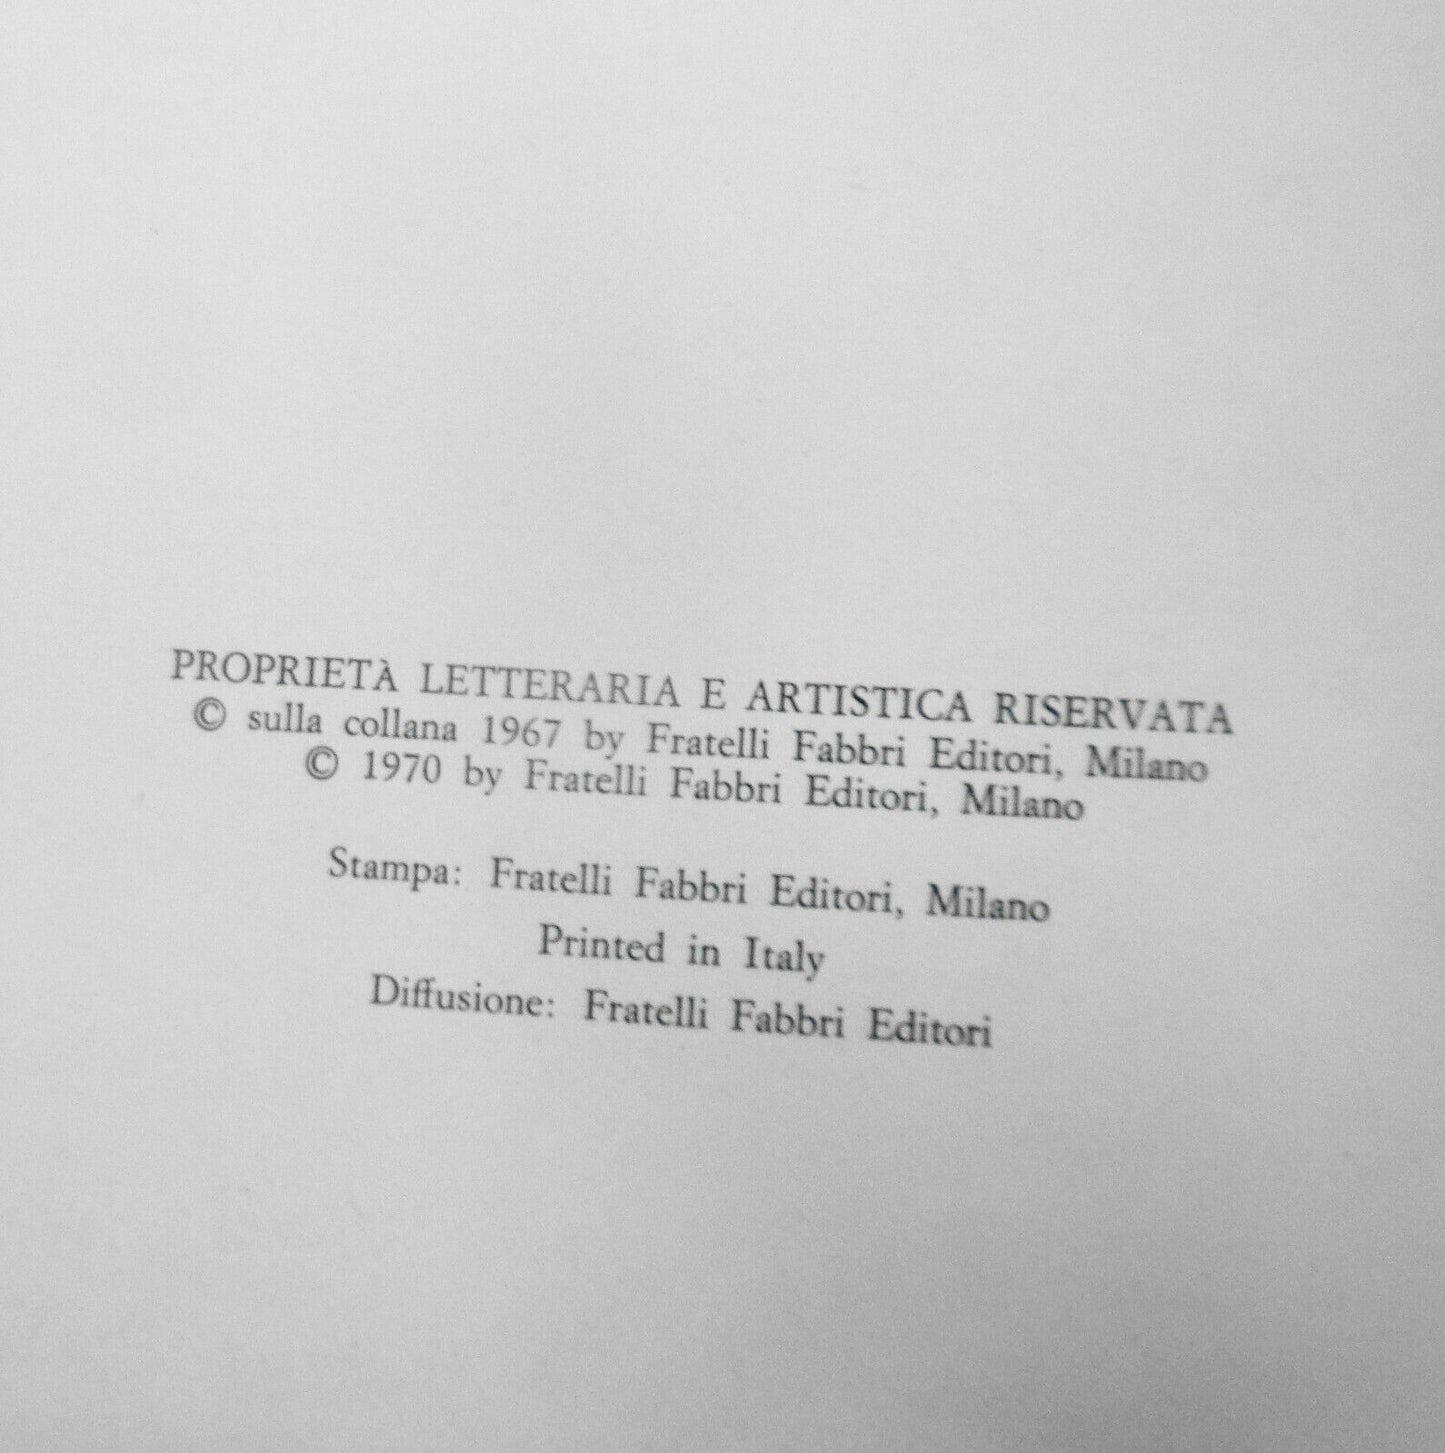 PROPRIETÀ LETTERARIA E ARTISTICA RISERVATA
© sulla collana 1967 by Fratelli Fabbri Editori, Milano
© 1970 by Fratelli Fabbri Editori, Milano
Stampa: Fratelli Fabbri Editori, Milano
Printed in Italy
Diffusione: Fratelli Fabbri Editori